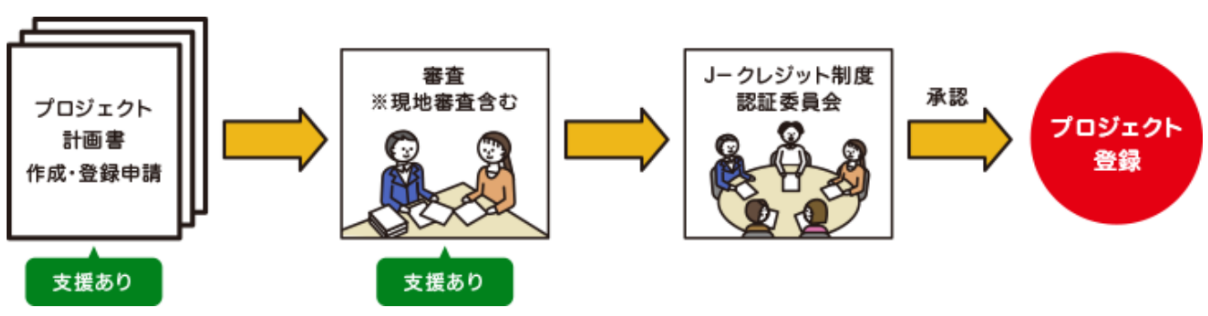 プロジェクト
計画書
作成・登録申請
支援あり
審査
※現地審査含む
支援あり
J－クレジット制度
認証委員会
承認
プロジェクト
登録